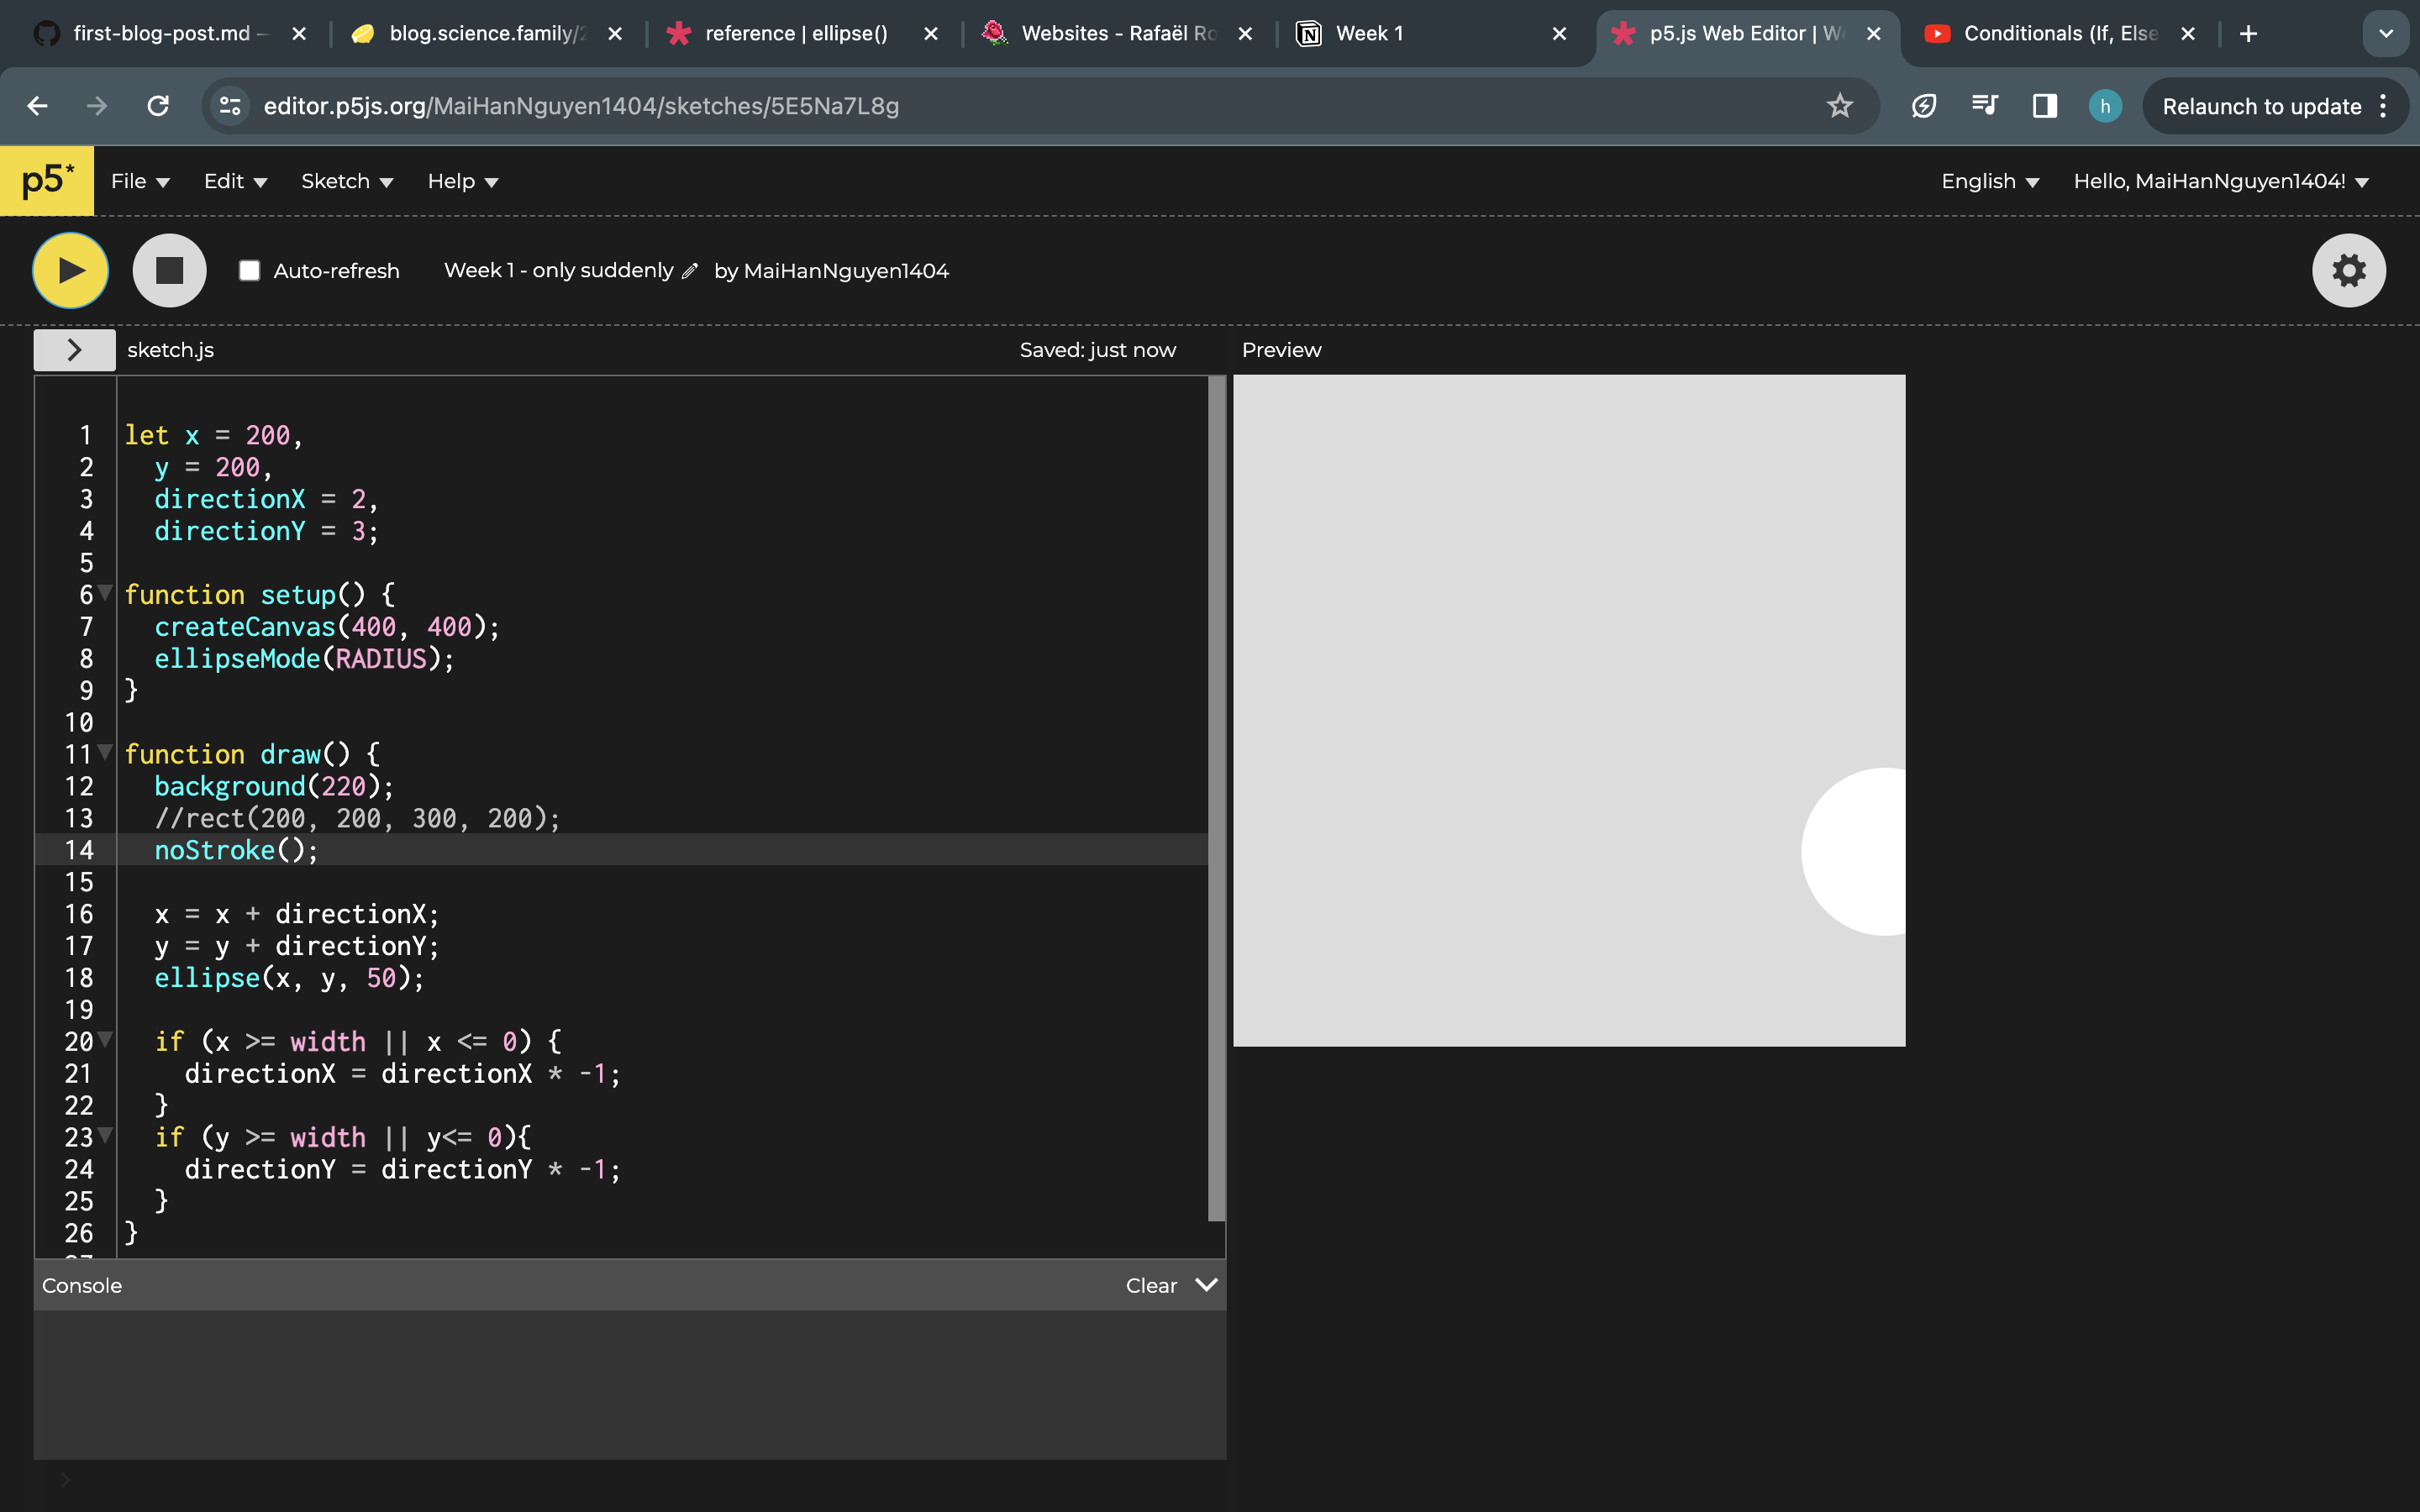 first-blog-post.md —
blog.science.family/2
reference | ellipse()
Websites - Rafaël Ro
Week 1
p5.js Web Editor | We
Conditionals (If, Else
editor.p5js.org/MaiHanNguyen1404/sketches/5E5Na7L8g
h
Relaunch to update
p5*
File
Edit
Sketch
Help
English
Hello, MaiHanNguyen1404!
Auto-refresh
Week 1 - only suddenly
by MaiHanNguyen1404
> sketch.js
Saved: just now
Preview
1 let x = 200,
2 y = 200,
3 directionX = 2,
4 directionY = 3;
5
6 function setup() {
7 createCanvas(400, 400);
8 ellipseMode(RADIUS);
9 }
10
11 function draw() {
12 background(220);
13 //rect(200, 200, 300, 200);
14 noStroke();
15
16 x = x + directionX;
17 y = y + directionY;
18 ellipse(x, y, 50);
19
20 if (x >= width || x <= 0) {
21 directionX = directionX * -1;
22 }
23 if (y >= width || y<= 0){
24 directionY = directionY * -1;
25 }
26 }
Console
Clear
>